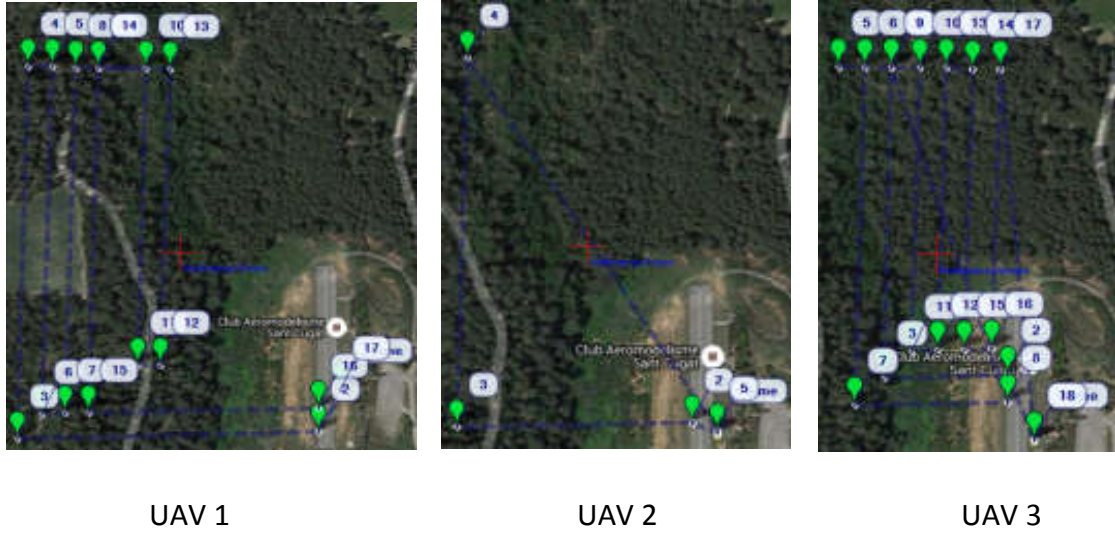 4 5 8 14 10 13
11 12
Club Aeromodelisme
Sant Cugat
17
16
2
3 6 7 15
UAV 1
4
Club Aeromodelisme
Sant Cugat
3
2
5 me
UAV 2
5 6 9 10 13 14 17
11 12 15 16
3
2
7
8
18
UAV 3